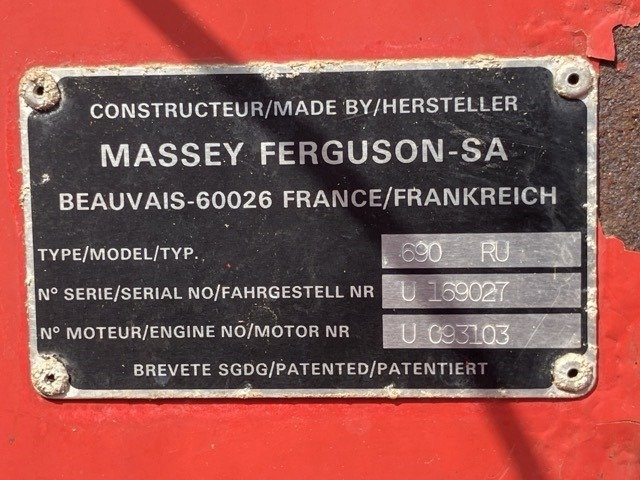 CONSTRUCTEUR/MADE BY/HERSTELLER
MASSEY FERGUSON-SA
BEAUVAIS-60026 FRANCE/FRANKREICH
TYPE/MODEL/TYP. 690 RU
N° SERIE/SERIAL NO/FAHRGESTELL NR U 169027
N° MOTEUR/ENGINE NO/MOTOR NR U 093103
BREVETE SGDG/PATENTED/PATENTIERT